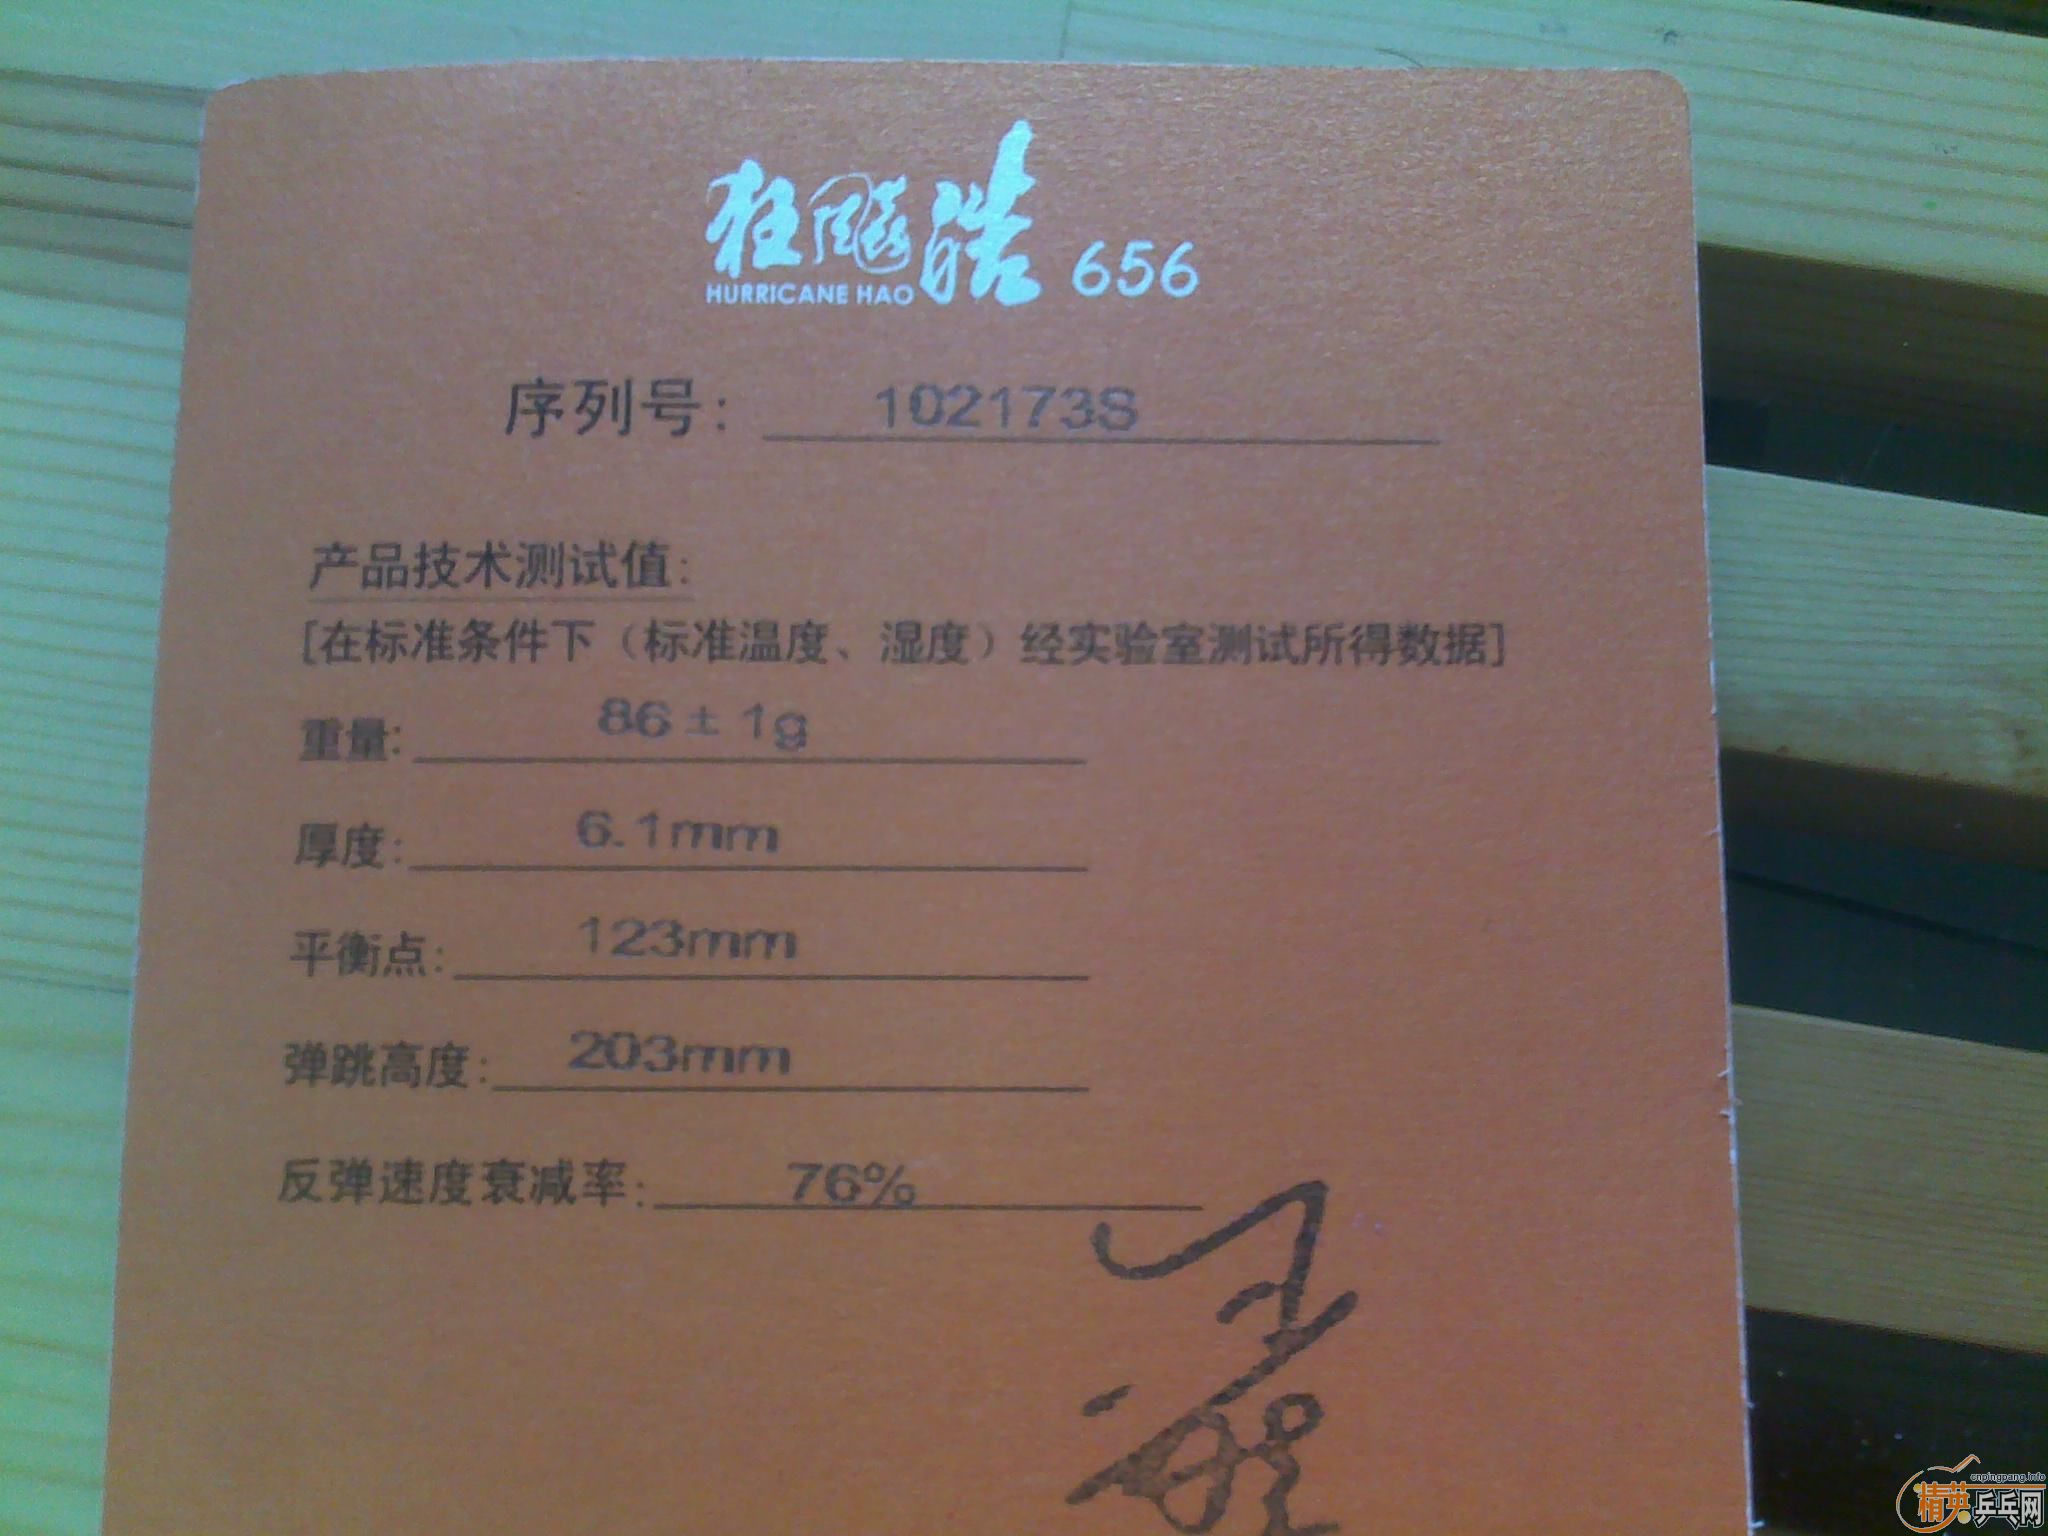 狂飚皓 656
HURRICANE HAO
序列号: 102173S
产品技术测试值:
[在标准条件下（标准温度、湿度）经实验室测试所得数据]
重量: 86±1g
厚度: 6.1mm
平衡点: 123mm
弹跳高度: 203mm
反弹速度衰减率: 76%
cnpingpang.info
精英乒乓网